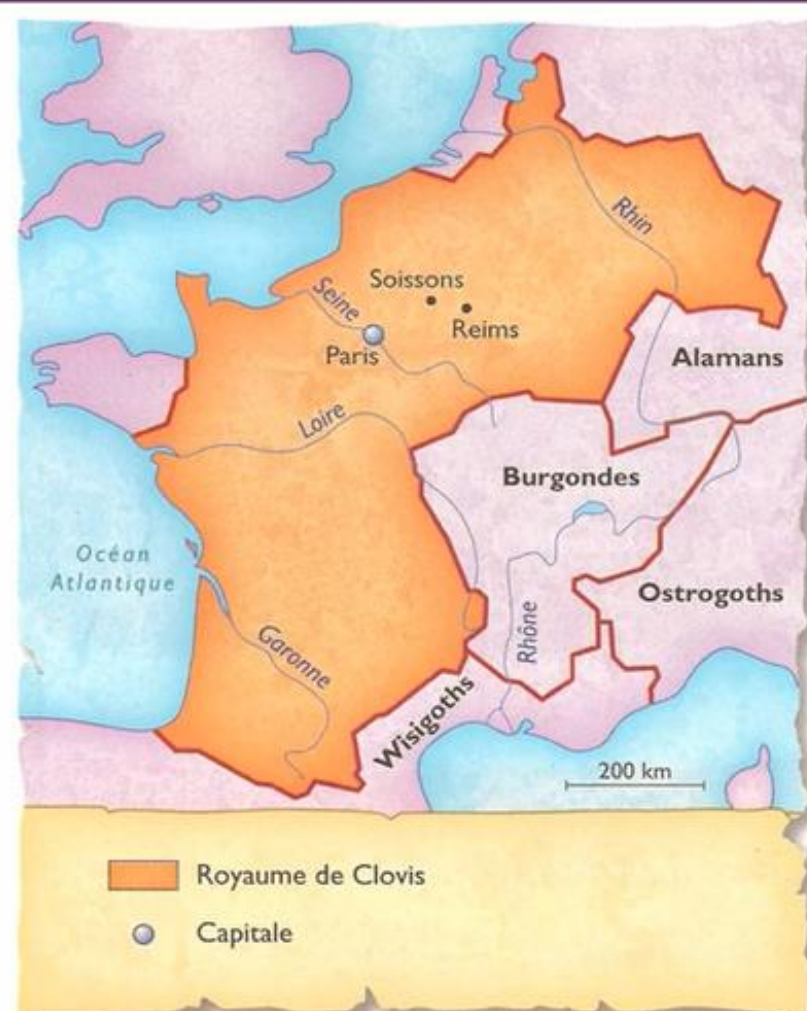 Rhin
Soissons
Seine
Reims
Paris
Alamans
Loire
Burgondes
Océan
Atlantique
Ostrogoths
Rhône
Garonne
Wisigoths
200 km
Royaume de Clovis
Capitale